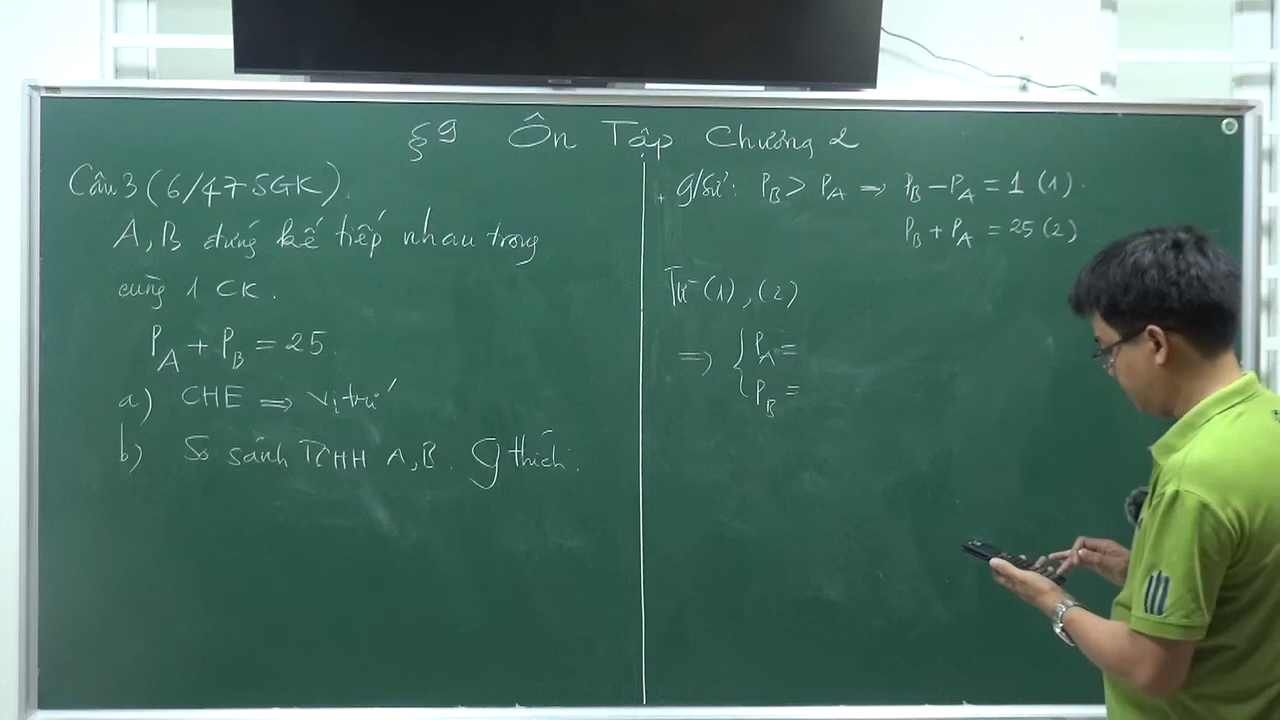 §9 Ôn Tập Chương 2
Câu 3 (6/47 SGK).
A, B đứng kế tiếp nhau trong
cùng 1 CK.
P_A + P_B = 25.
a) CHE ⇒ vị trí
b) So sánh TCHH A, B. g thích.
+ g/sử: P_B > P_A ⇒ P_B − P_A = 1 (1).
P_B + P_A = 25 (2)
Từ (1), (2)
⇒ { P_A =
P_B =